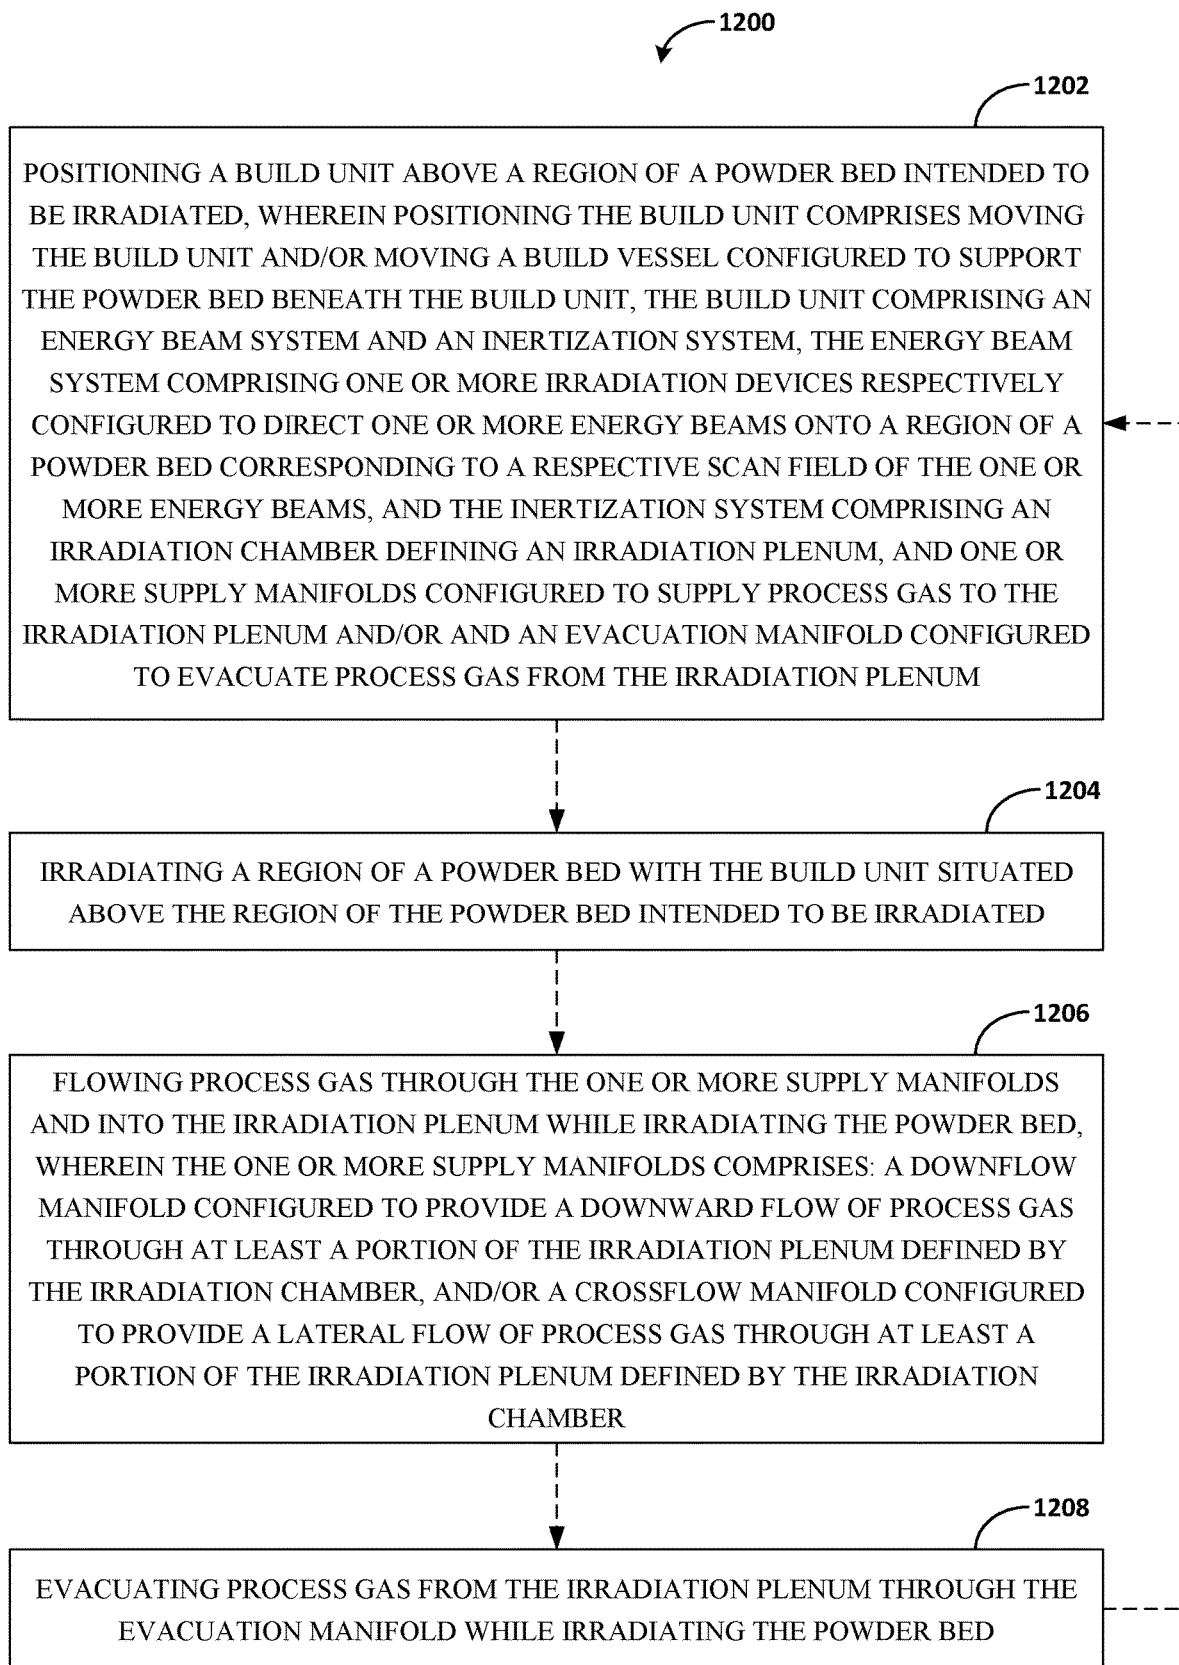 1200
1202
POSITIONING A BUILD UNIT ABOVE A REGION OF A POWDER BED INTENDED TO
BE IRRADIATED, WHEREIN POSITIONING THE BUILD UNIT COMPRISES MOVING
THE BUILD UNIT AND/OR MOVING A BUILD VESSEL CONFIGURED TO SUPPORT
THE POWDER BED BENEATH THE BUILD UNIT, THE BUILD UNIT COMPRISING AN
ENERGY BEAM SYSTEM AND AN INERTIZATION SYSTEM, THE ENERGY BEAM
SYSTEM COMPRISING ONE OR MORE IRRADIATION DEVICES RESPECTIVELY
CONFIGURED TO DIRECT ONE OR MORE ENERGY BEAMS ONTO A REGION OF A
POWDER BED CORRESPONDING TO A RESPECTIVE SCAN FIELD OF THE ONE OR
MORE ENERGY BEAMS, AND THE INERTIZATION SYSTEM COMPRISING AN
IRRADIATION CHAMBER DEFINING AN IRRADIATION PLENUM, AND ONE OR
MORE SUPPLY MANIFOLDS CONFIGURED TO SUPPLY PROCESS GAS TO THE
IRRADIATION PLENUM AND/OR AND AN EVACUATION MANIFOLD CONFIGURED
TO EVACUATE PROCESS GAS FROM THE IRRADIATION PLENUM
1204
IRRADIATING A REGION OF A POWDER BED WITH THE BUILD UNIT SITUATED
ABOVE THE REGION OF THE POWDER BED INTENDED TO BE IRRADIATED
1206
FLOWING PROCESS GAS THROUGH THE ONE OR MORE SUPPLY MANIFOLDS
AND INTO THE IRRADIATION PLENUM WHILE IRRADIATING THE POWDER BED,
WHEREIN THE ONE OR MORE SUPPLY MANIFOLDS COMPRISES: A DOWNFLOW
MANIFOLD CONFIGURED TO PROVIDE A DOWNWARD FLOW OF PROCESS GAS
THROUGH AT LEAST A PORTION OF THE IRRADIATION PLENUM DEFINED BY
THE IRRADIATION CHAMBER, AND/OR A CROSSFLOW MANIFOLD CONFIGURED
TO PROVIDE A LATERAL FLOW OF PROCESS GAS THROUGH AT LEAST A
PORTION OF THE IRRADIATION PLENUM DEFINED BY THE IRRADIATION
CHAMBER
1208
EVACUATING PROCESS GAS FROM THE IRRADIATION PLENUM THROUGH THE
EVACUATION MANIFOLD WHILE IRRADIATING THE POWDER BED